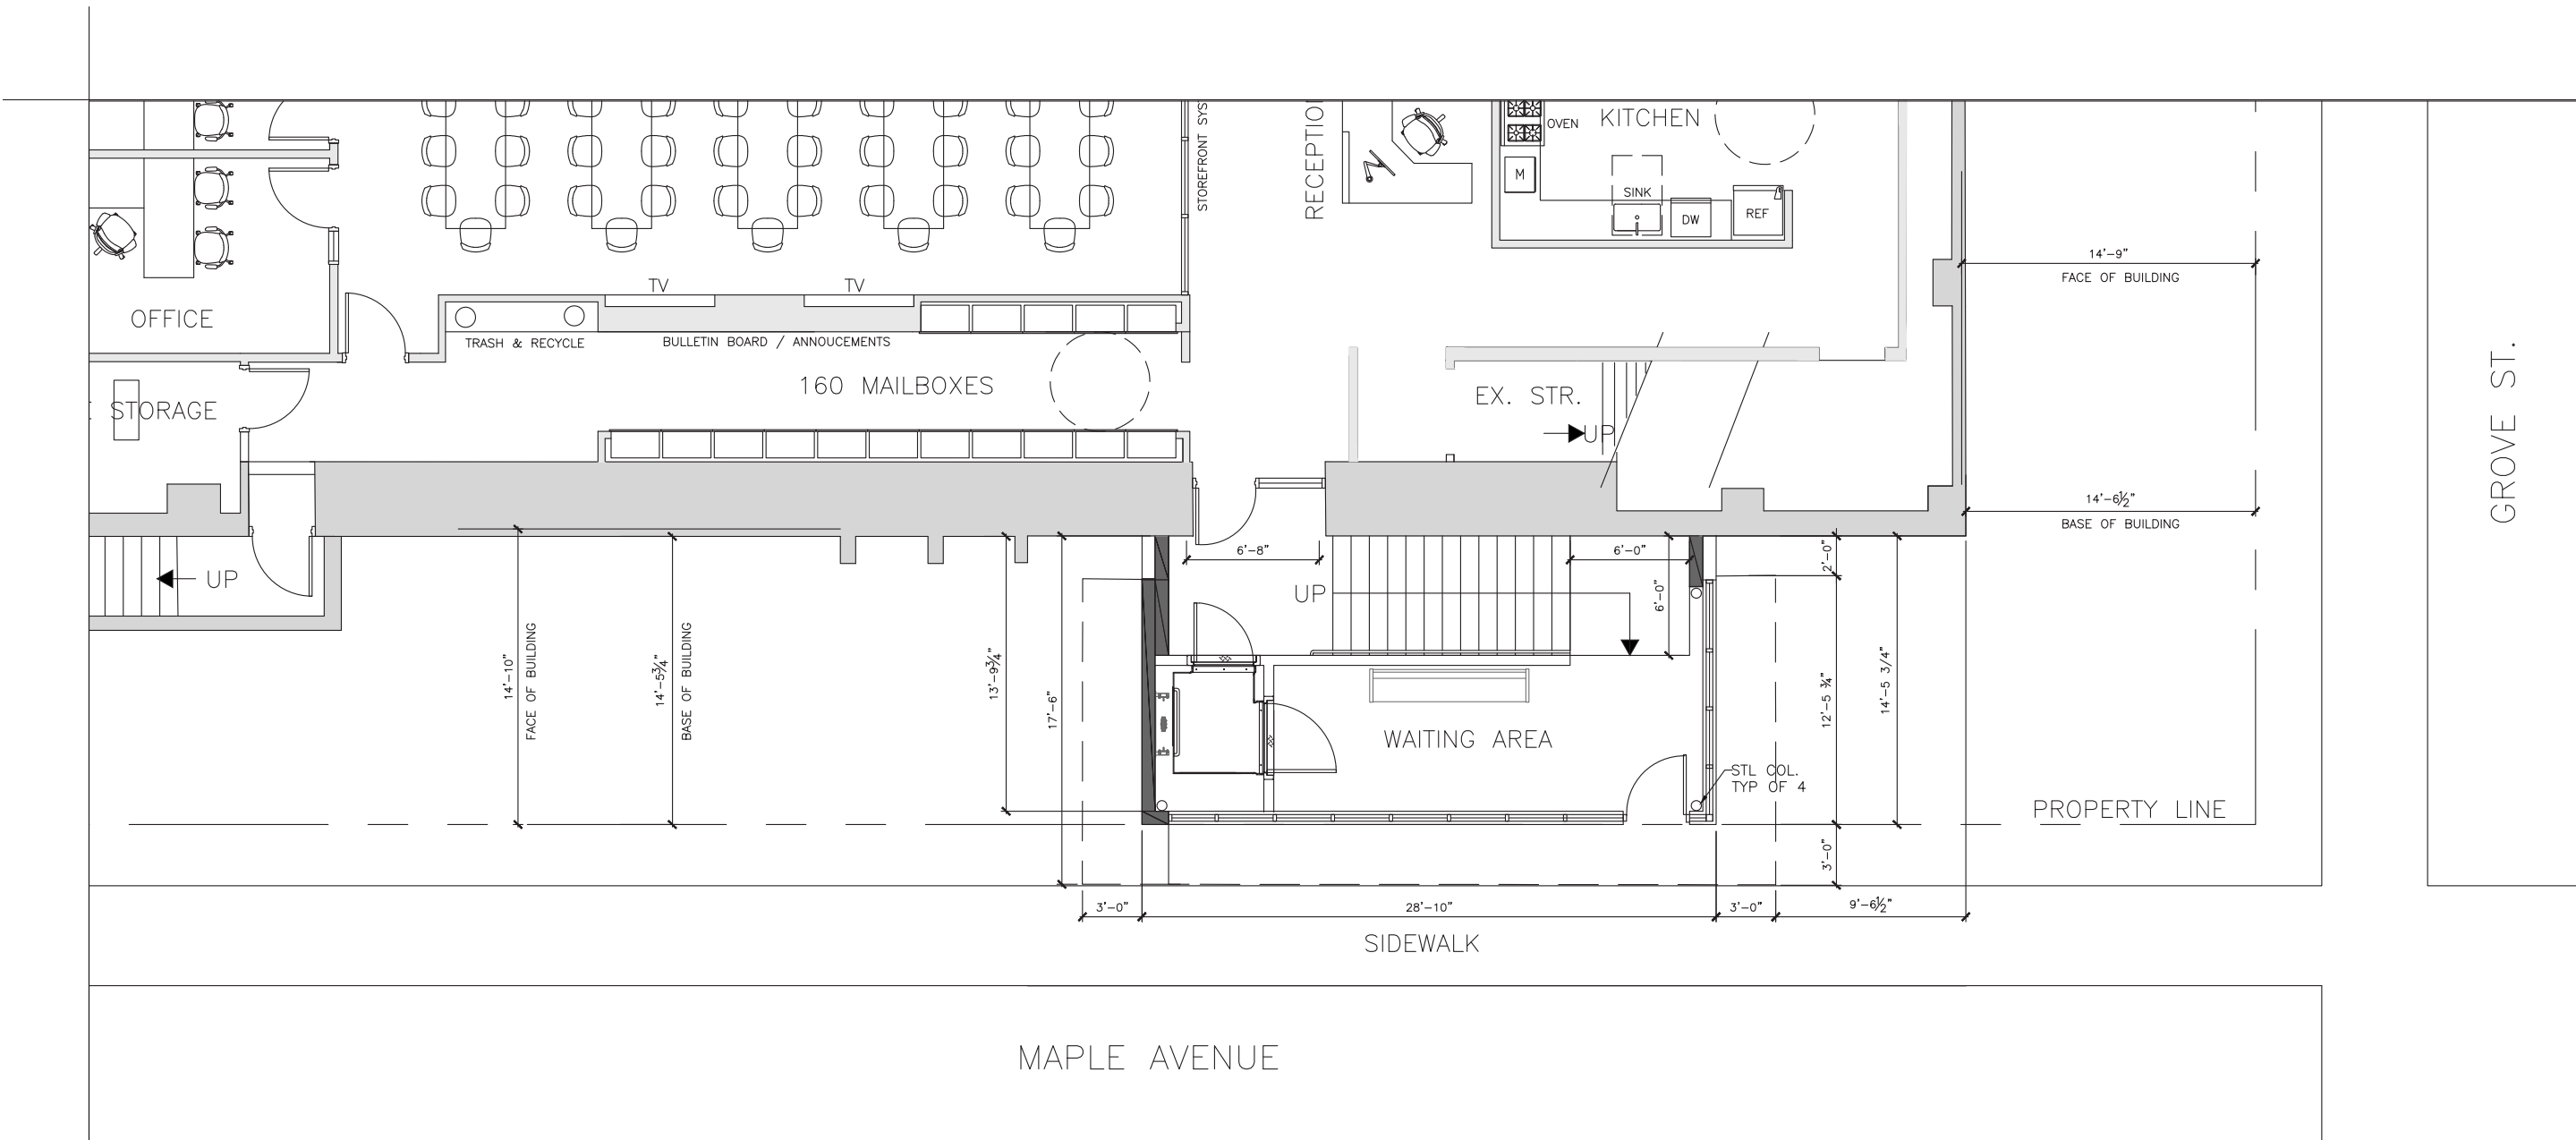 OVEN
KITCHEN
STOREFRONT SYS
RECEPTION
M
SINK
DW
REF
14'-9"
FACE OF BUILDING
TV
TV
OFFICE
TRASH & RECYCLE
BULLETIN BOARD / ANNOUCEMENTS
160 MAILBOXES
EX. STR.
UP
STORAGE
GROVE ST.
14'-6½"
BASE OF BUILDING
6'-8"
6'-0"
2'-0"
UP
UP
6'-0"
14'-10"
FACE OF BUILDING
14'-5¾"
BASE OF BUILDING
13'-9¾"
17'-6"
12'-5 ¾"
14'-5 3/4"
WAITING AREA
STL COL.
TYP OF 4
PROPERTY LINE
3'-0"
3'-0"
28'-10"
3'-0"
9'-6½"
SIDEWALK
MAPLE AVENUE